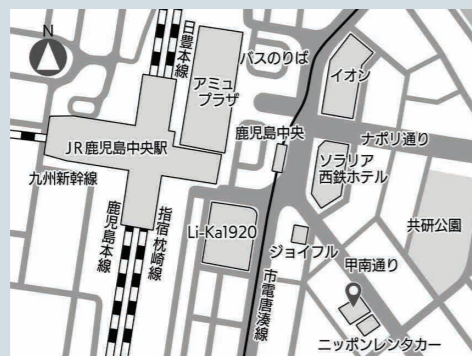 N
日豊本線
アミュ
プラザ
バスのりば
イオン
鹿児島中央
ナポリ通り
JR鹿児島中央駅
九州新幹線
ソラリア
西鉄ホテル
共研公園
鹿児島本線
指宿枕崎線
Li-Ka1920
市電唐湊線
ジョイフル
甲南通り
ニッポンレンタカー